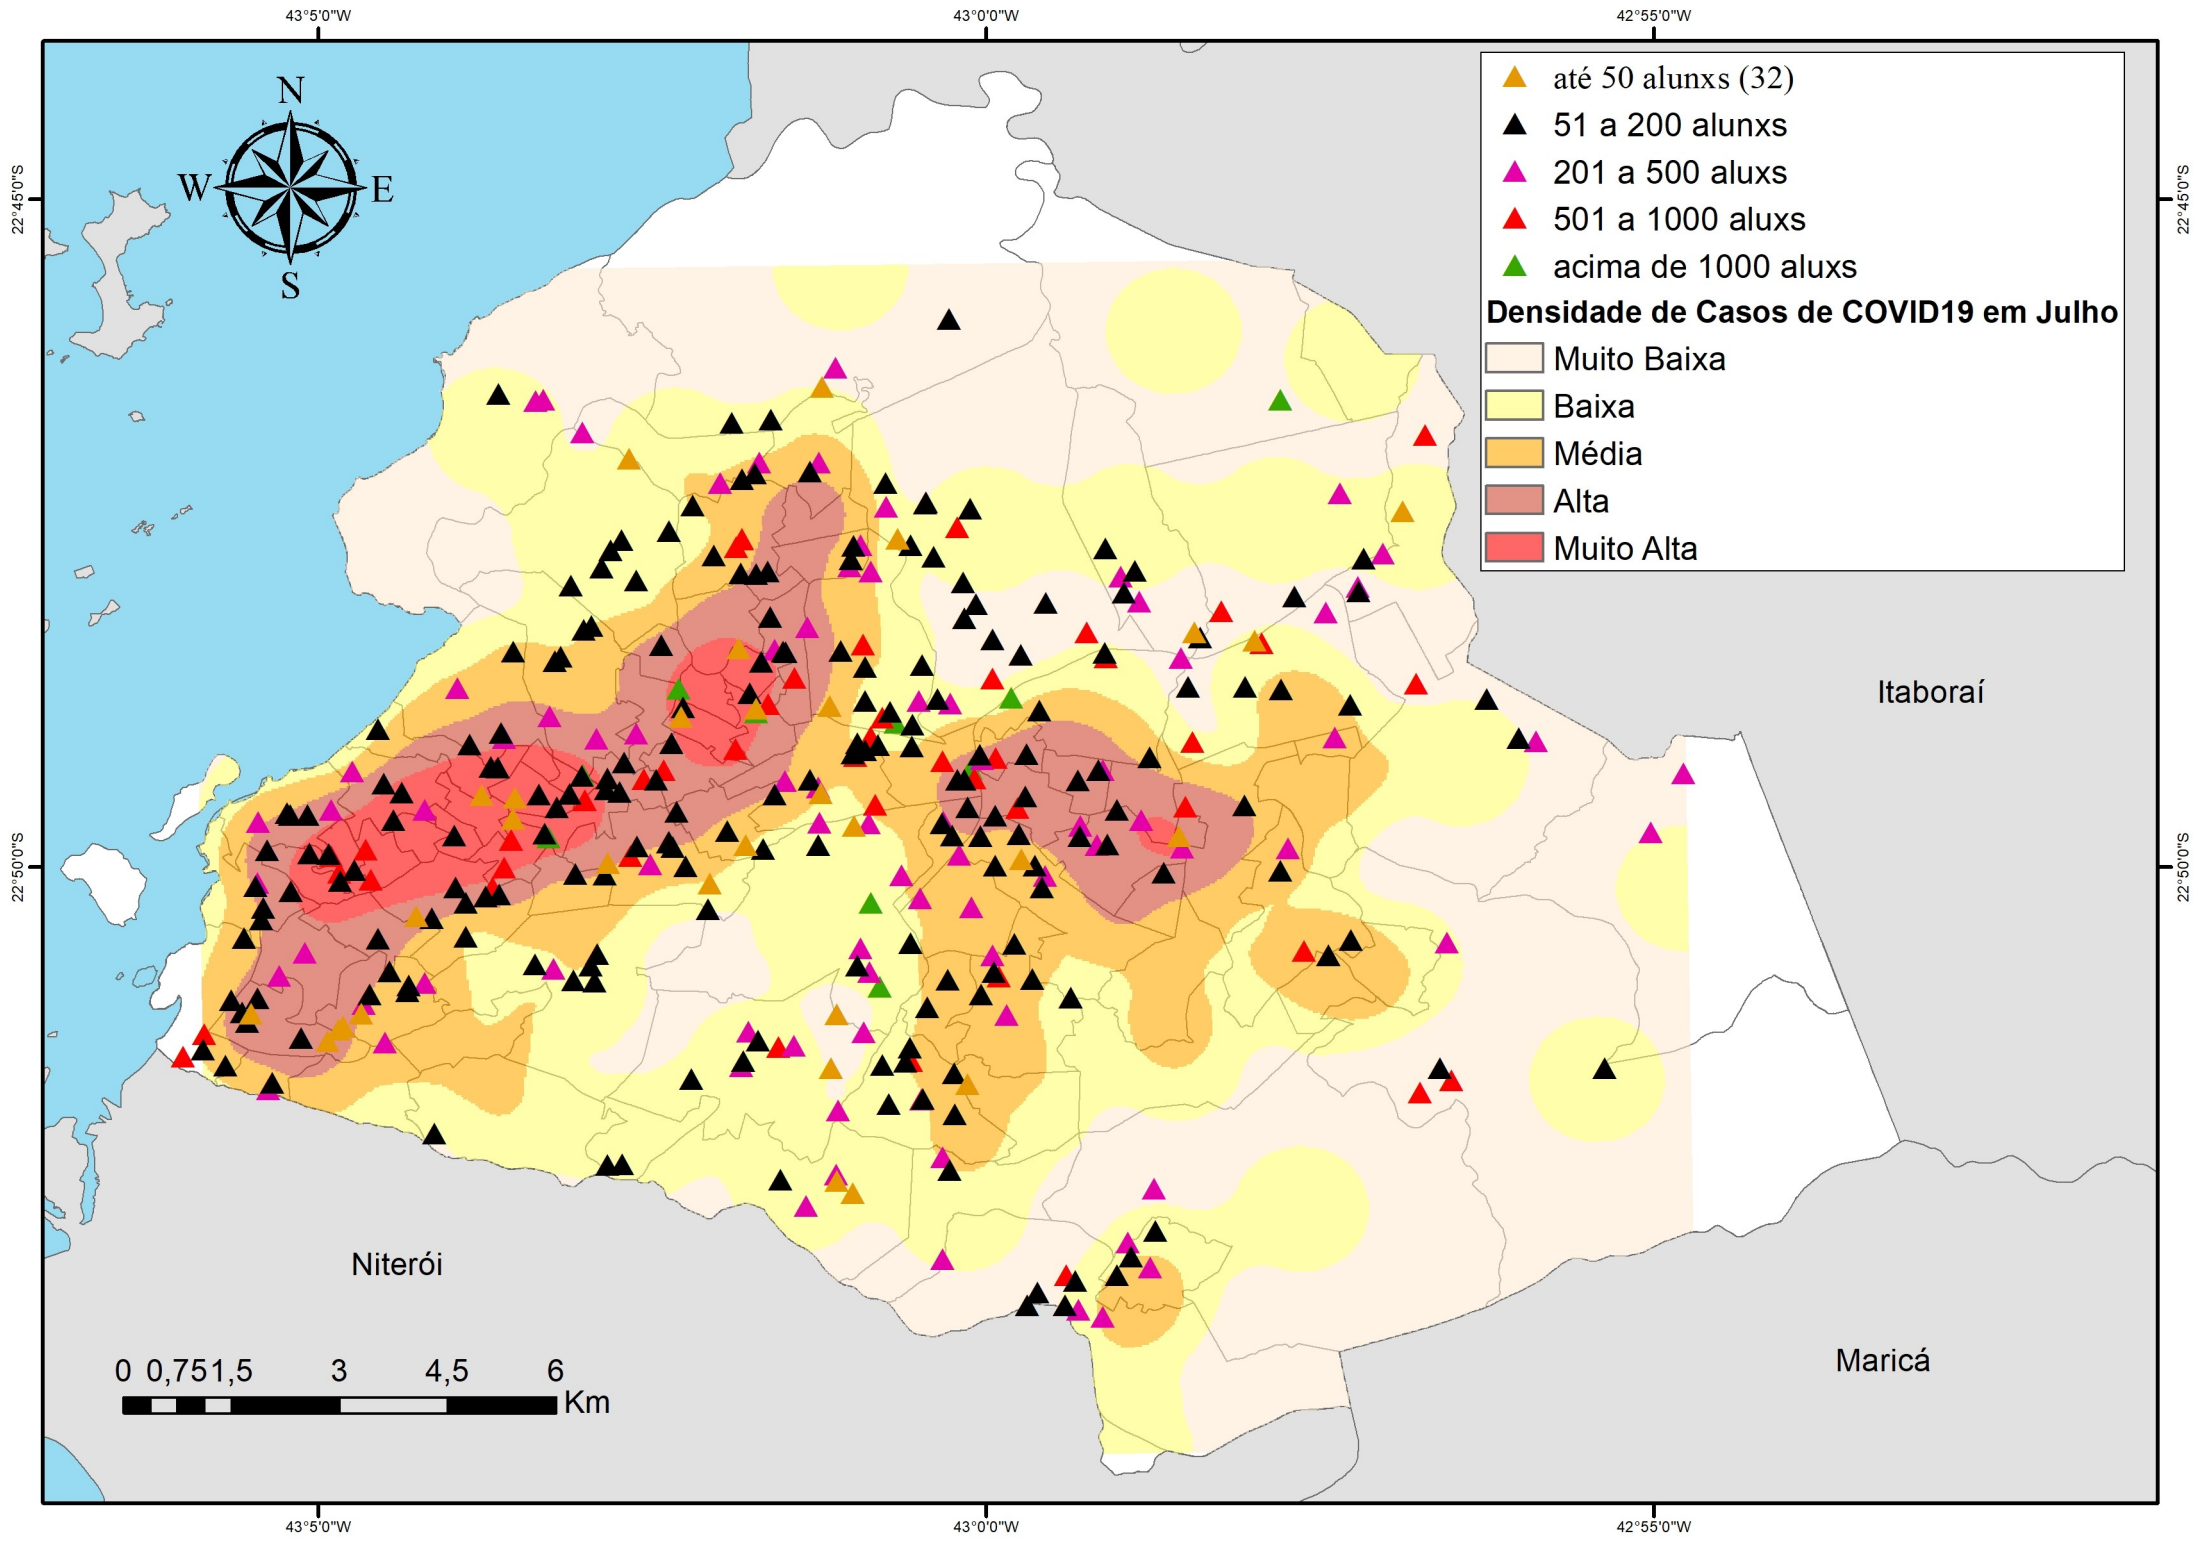 43°5'0"W
43°0'0"W
42°55'0"W
22°45'0"S
22°45'0"S
N
W
E
S
até 50 alunxs (32)
51 a 200 alunxs
201 a 500 aluxs
501 a 1000 aluxs
acima de 1000 aluxs
Densidade de Casos de COVID19 em Julho
Muito Baixa
Baixa
Média
Alta
Muito Alta
Itaboraí
22°50'0"S
22°50'0"S
Niterói
Maricá
0 0,75 1,5 3 4,5 6
Km
43°5'0"W
43°0'0"W
42°55'0"W